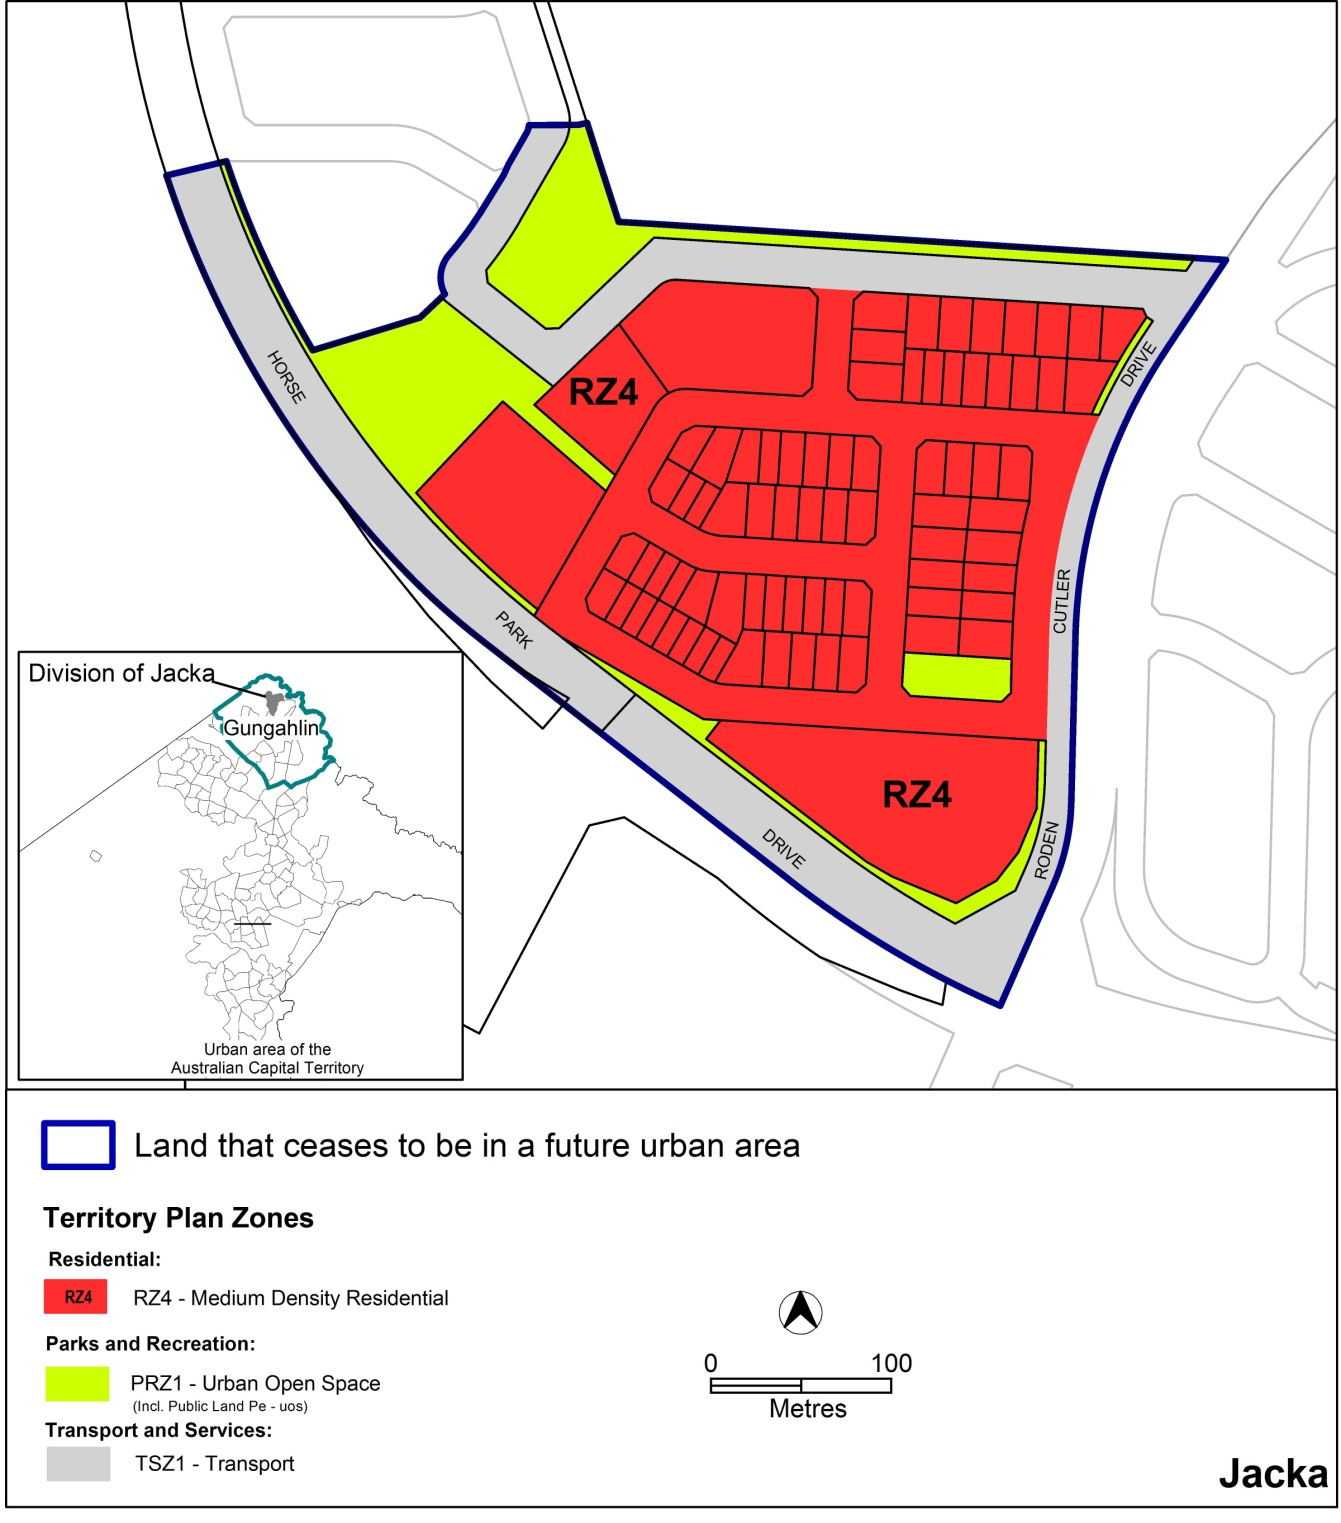 RZ4
HORSE
PARK
DRIVE
DRIVE
CUTLER
RODEN
RZ4
Division of Jacka
Gungahlin
Urban area of the
Australian Capital Territory
Land that ceases to be in a future urban area
Territory Plan Zones
Residential:
RZ4 RZ4 - Medium Density Residential
Parks and Recreation:
PRZ1 - Urban Open Space
(Incl. Public Land Pe - uos)
Transport and Services:
TSZ1 - Transport
0 100
Metres
Jacka